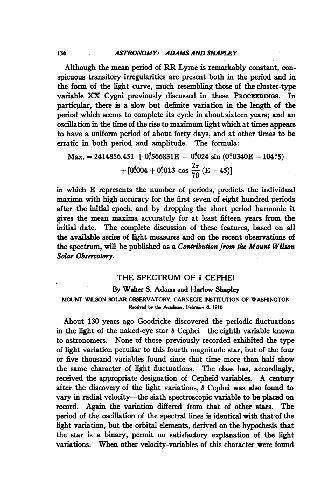 136 ASTRONOMY: ADAMS AND SHAPLEY
Although the mean period of RR Lyrae is remarkably constant, con-
spicuous transitory irregularities are present both in the period and in
the form of the light curve, much resembling those of the cluster-type
variable XX Cygni previously discussed in these PROCEEDINGS. In
particular, there is a slow but definite variation in the length of the
period which seems to complete its cycle in about sixteen years; and an
oscillation in the time of the rise to maximum light which at times appears
to have a uniform period of about forty days, and at other times to be
erratic in both period and amplitude. The formula:
Max. = 2414856.451 + 0ᵈ.566831E − 0ᵈ.024 sin (0°.0340E − 104°.5)
+ [0ᵈ.004 + 0ᵈ.013 cos 2π/70 (E − 45)]
in which E represents the number of periods, predicts the individual
maxima with high accuracy for the first seven of eight hundred periods
after the initial epoch, and by dropping the short period harmonic it
gives the mean maxima accurately for at least fifteen years from the
initial date. The complete discussion of these features, based on all
the available series of light measures and on the recent observations of
the spectrum, will be published as a Contribution from the Mount Wilson
Solar Observatory.
THE SPECTRUM OF δ CEPHEI
By Walter S. Adams and Harlow Shapley
MOUNT WILSON SOLAR OBSERVATORY, CARNEGIE INSTITUTION OF WASHINGTON
Received by the Academy, February 8, 1916
About 130 years ago Goodricke discovered the periodic fluctuations
in the light of the naked-eye star δ Cephei—the eighth variable known
to astronomers. None of those previously recorded exhibited the type
of light variation peculiar to this fourth magnitude star, but of the four
or five thousand variables found since that time more than half show
the same character of light fluctuations. The class has, accordingly,
received the appropriate designation of Cepheid variables. A century
after the discovery of the light variations, δ Cephei was also found to
vary in radial velocity—the sixth spectroscopic variable to be placed on
record. Again the variation differed from that of other stars. The
period of the oscillation of the spectral lines is identical with that of the
light variation, but the orbital elements, derived on the hypothesis that
the star is a binary, permit no satisfactory explanation of the light
variations. When other velocity-variables of this character were found